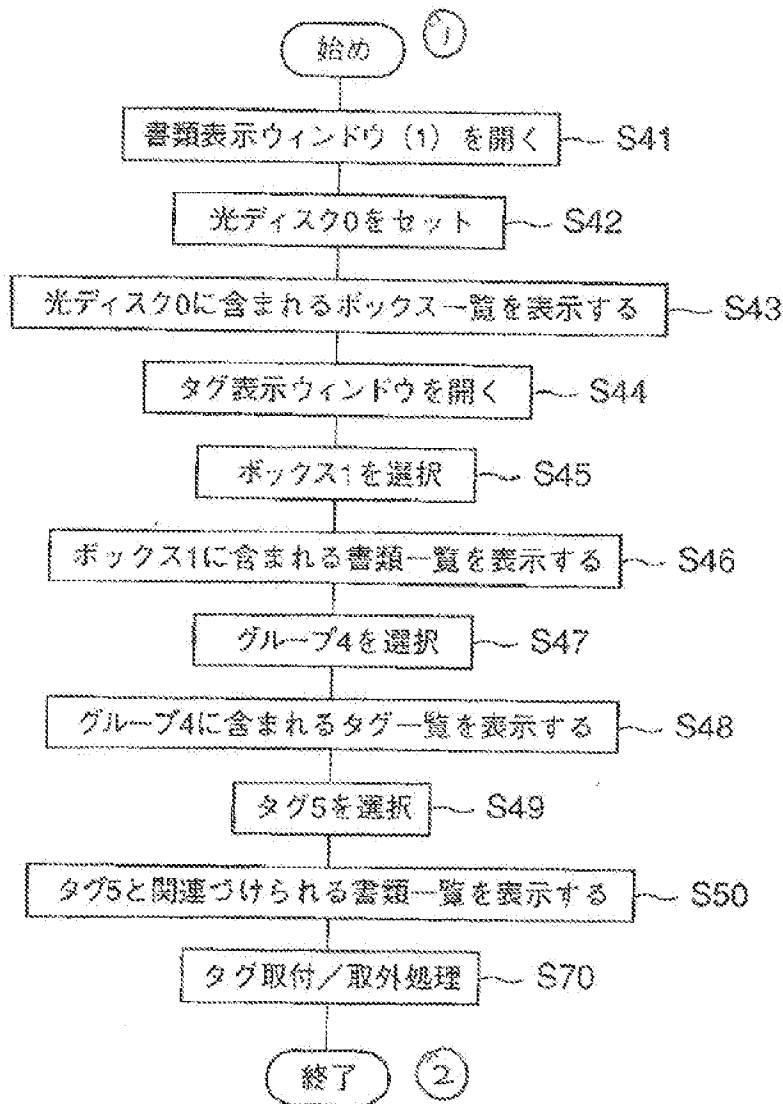 始め ①
書類表示ウィンドウ(1)を開く S41
光ディスク0をセット S42
光ディスク0に含まれるボックス一覧を表示する S43
タグ表示ウィンドウを開く S44
ボックス1を選択 S45
ボックス1に含まれる書類一覧を表示する S46
グループ4を選択 S47
グループ4に含まれるタグ一覧を表示する S48
タグ5を選択 S49
タグ5と関連づけられる書類一覧を表示する S50
タグ取付/取外処理 S70
終了 ②